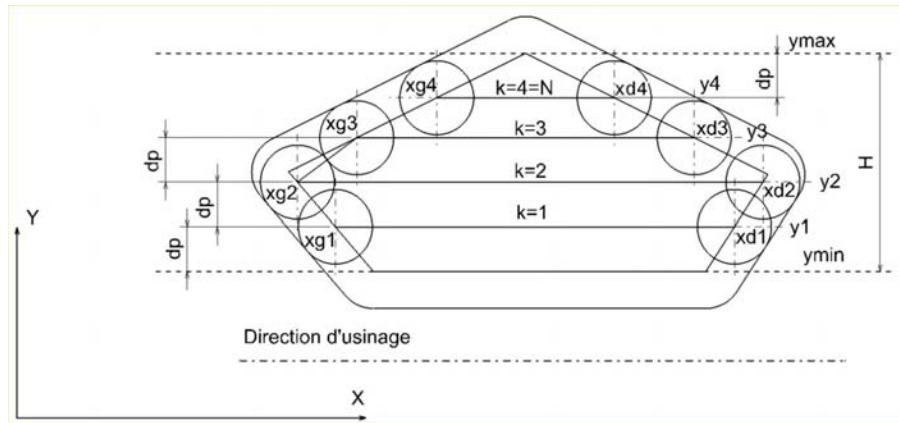 ymax
xg4
k=4=N
xd4
y4
dp
xg3
k=3
xd3
y3
dp
H
xg2
k=2
xd2
y2
dp
xg1
k=1
xd1
y1
dp
ymin
Y
Direction d'usinage
X